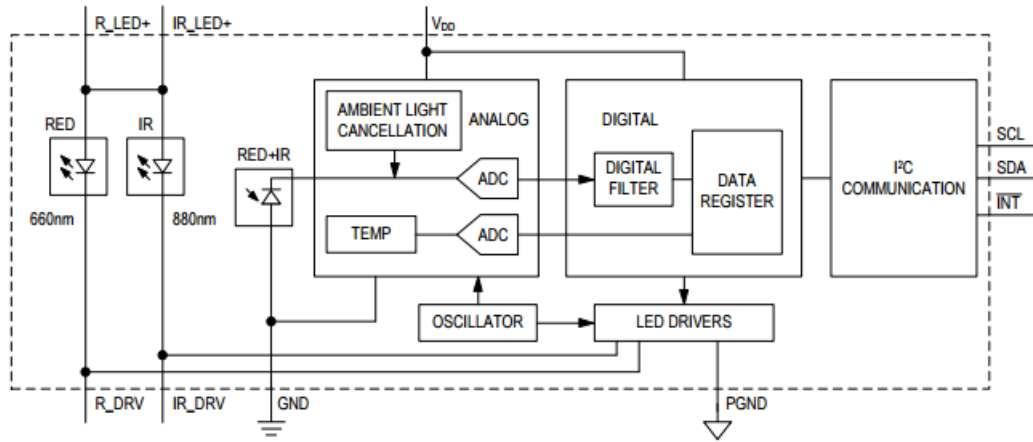 R_LED+ IR_LED+ V_DD
AMBIENT LIGHT
CANCELLATION
ANALOG
DIGITAL
RED IR
RED+IR
ADC
DIGITAL
FILTER
DATA
REGISTER
I²C
COMMUNICATION
SCL
SDA
INT
660nm 880nm
TEMP
ADC
OSCILLATOR
LED DRIVERS
R_DRV IR_DRV GND PGND